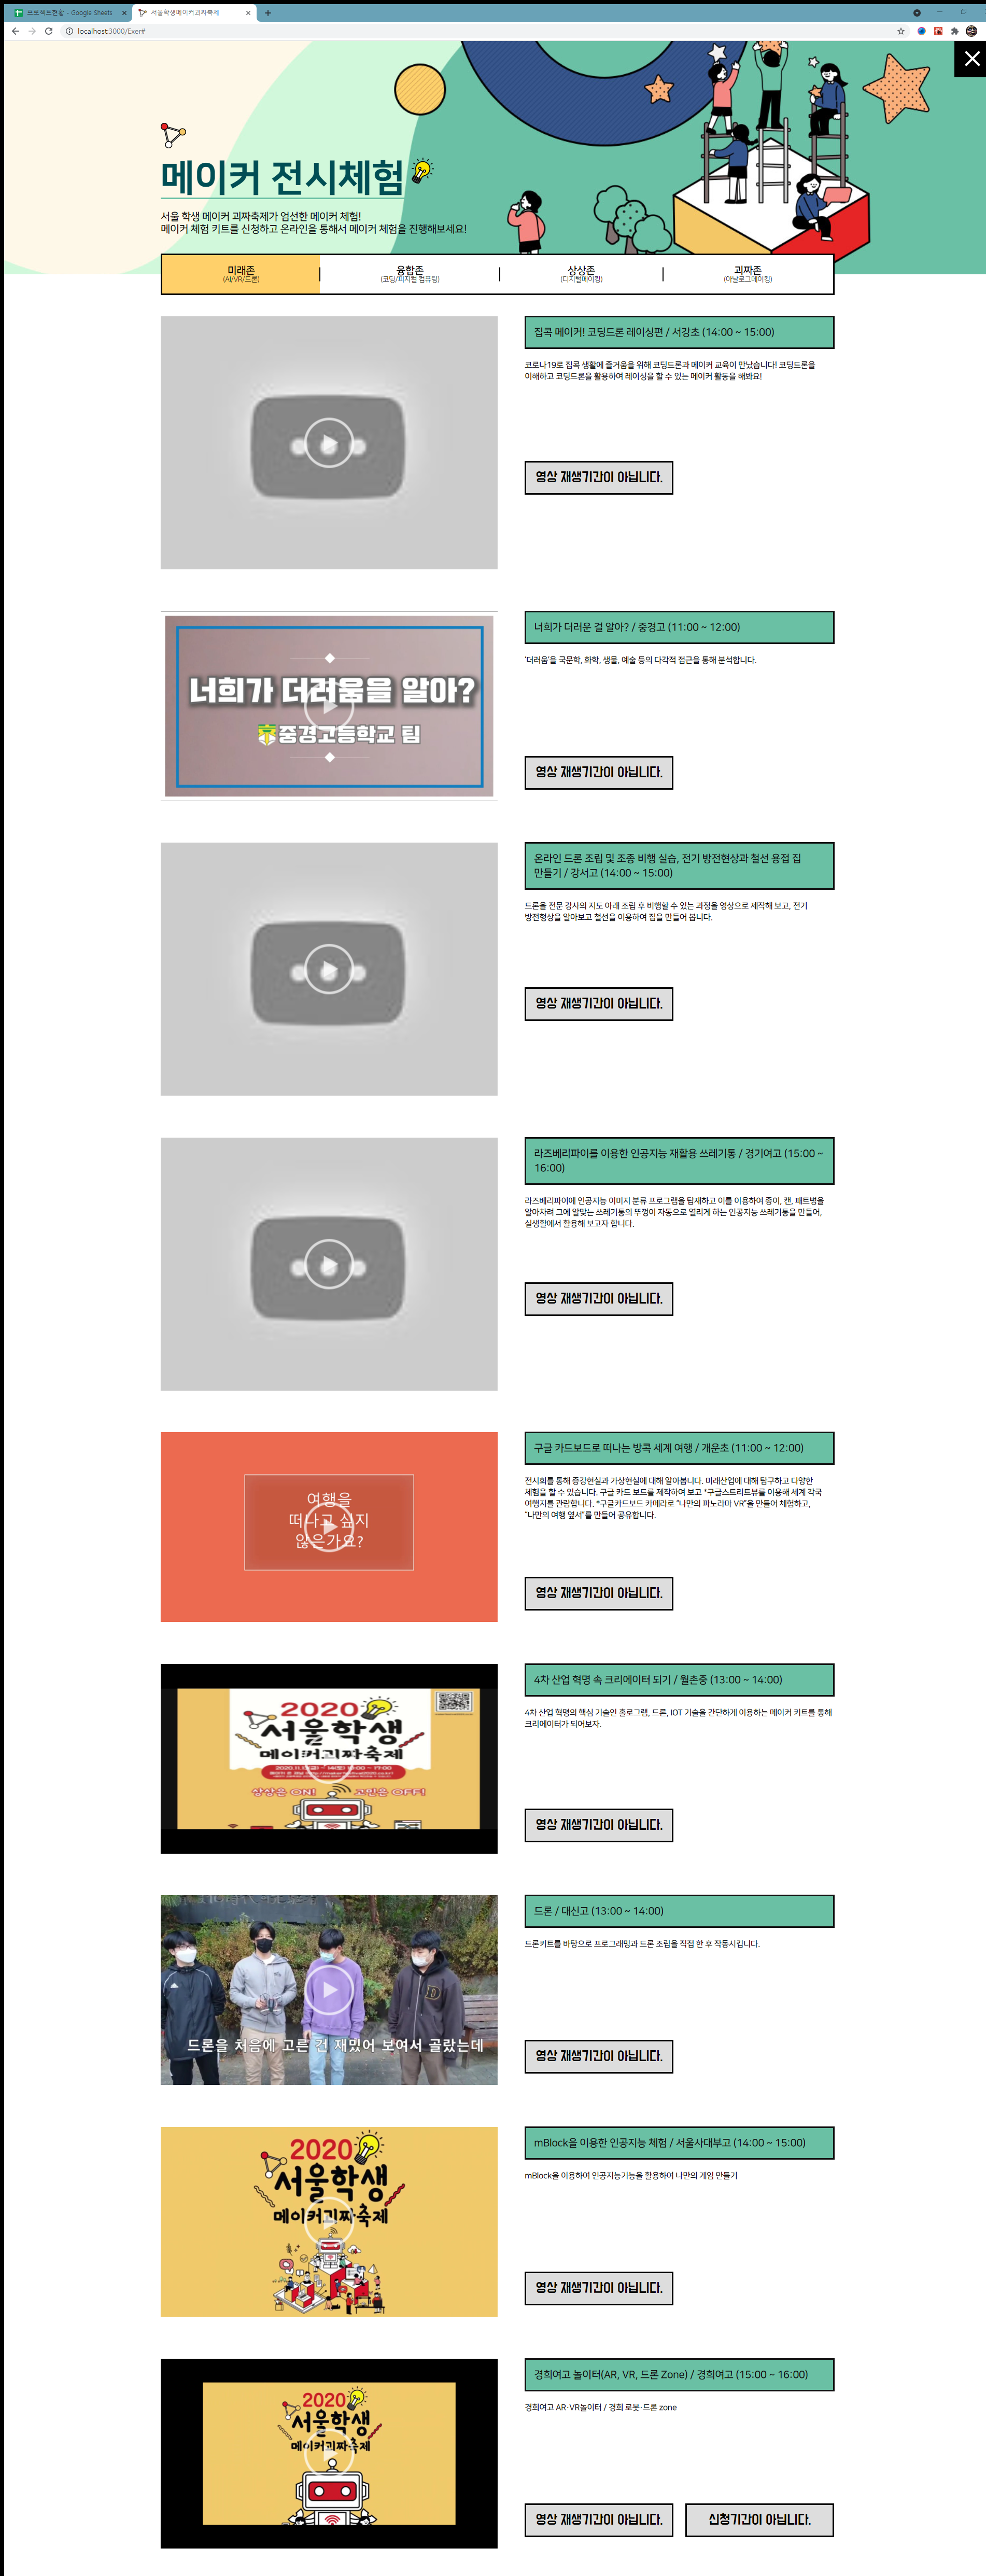 프로젝트현황 - Google Sheets
서울학생메이커괴짜축제
localhost:3000/Exer#
메이커 전시체험
서울 학생 메이커 괴짜축제가 엄선한 메이커 체험!
메이커 체험 키트를 신청하고 온라인을 통해서 메이커 체험을 진행해보세요!
미래존 융합존 상상존 괴짜존
(AI/VR/드론) (코딩/피지컬 컴퓨팅) (디지털메이킹) (아날로그메이킹)
집콕 메이커! 코딩드론 레이싱편 / 서강초 (14:00 ~ 15:00)
코로나19로 집콕 생활에 즐거움을 위해 코딩드론과 메이커 교육이 만났습니다! 코딩드론을
이해하고 코딩드론을 활용하여 레이싱을 할 수 있는 메이커 활동을 해봐요!
영상 재생기간이 아닙니다.
너희가 더러움을 알아?
중경고등학교 팀
너희가 더러운 걸 알아? / 중경고 (11:00 ~ 12:00)
'더러움'을 국문학, 화학, 생물, 예술 등의 다각적 접근을 통해 분석합니다.
영상 재생기간이 아닙니다.
온라인 드론 조립 및 조종 비행 실습, 전기 방전현상과 철선 용접 집
만들기 / 강서고 (14:00 ~ 15:00)
드론을 전문 강사의 지도 아래 조립 후 비행할 수 있는 과정을 영상으로 제작해 보고, 전기
방전형상을 알아보고 철선을 이용하여 집을 만들어 봅니다.
영상 재생기간이 아닙니다.
라즈베리파이를 이용한 인공지능 재활용 쓰레기통 / 경기여고 (15:00 ~
16:00)
라즈베리파이에 인공지능 이미지 분류 프로그램을 탑재하고 이를 이용하여 종이, 캔, 패트병을
알아차려 그에 알맞는 쓰레기통의 뚜껑이 자동으로 열리게 하는 인공지능 쓰레기통을 만들어,
실생활에서 활용해 보고자 합니다.
영상 재생기간이 아닙니다.
여행을
떠나고 싶지
않은가요?
구글 카드보드로 떠나는 방콕 세계 여행 / 개운초 (11:00 ~ 12:00)
전시회를 통해 증강현실과 가상현실에 대해 알아봅니다. 미래산업에 대해 탐구하고 다양한
체험을 할 수 있습니다. 구글 카드 보드를 제작하여 보고 *구글스트리트뷰를 이용해 세계 각국
여행지를 관람합니다. *구글카드보드 카메라로 "나만의 파노라마 VR"을 만들어 체험하고,
"나만의 여행 엽서"를 만들어 공유합니다.
영상 재생기간이 아닙니다.
2020
서울학생
메이커괴짜축제
상상은 ON! 고민은 OFF!
4차 산업 혁명 속 크리에이터 되기 / 월촌중 (13:00 ~ 14:00)
4차 산업 혁명의 핵심 기술인 홀로그램, 드론, IOT 기술을 간단하게 이용하는 메이커 키트를 통해
크리에이터가 되어보자.
영상 재생기간이 아닙니다.
드론을 처음에 고른 건 재밌어 보여서 골랐는데
드론 / 대신고 (13:00 ~ 14:00)
드론키트를 바탕으로 프로그래밍과 드론 조립을 직접 한 후 작동시킵니다.
영상 재생기간이 아닙니다.
2020
서울학생
메이커괴짜축제
mBlock을 이용한 인공지능 체험 / 서울사대부고 (14:00 ~ 15:00)
mBlock을 이용하여 인공지능기능을 활용하여 나만의 게임 만들기
영상 재생기간이 아닙니다.
2020
서울학생
메이커괴짜축제
경희여고 놀이터(AR, VR, 드론 Zone) / 경희여고 (15:00 ~ 16:00)
경희여고 AR·VR놀이터 / 경희 로봇·드론 zone
영상 재생기간이 아닙니다. 신청기간이 아닙니다.